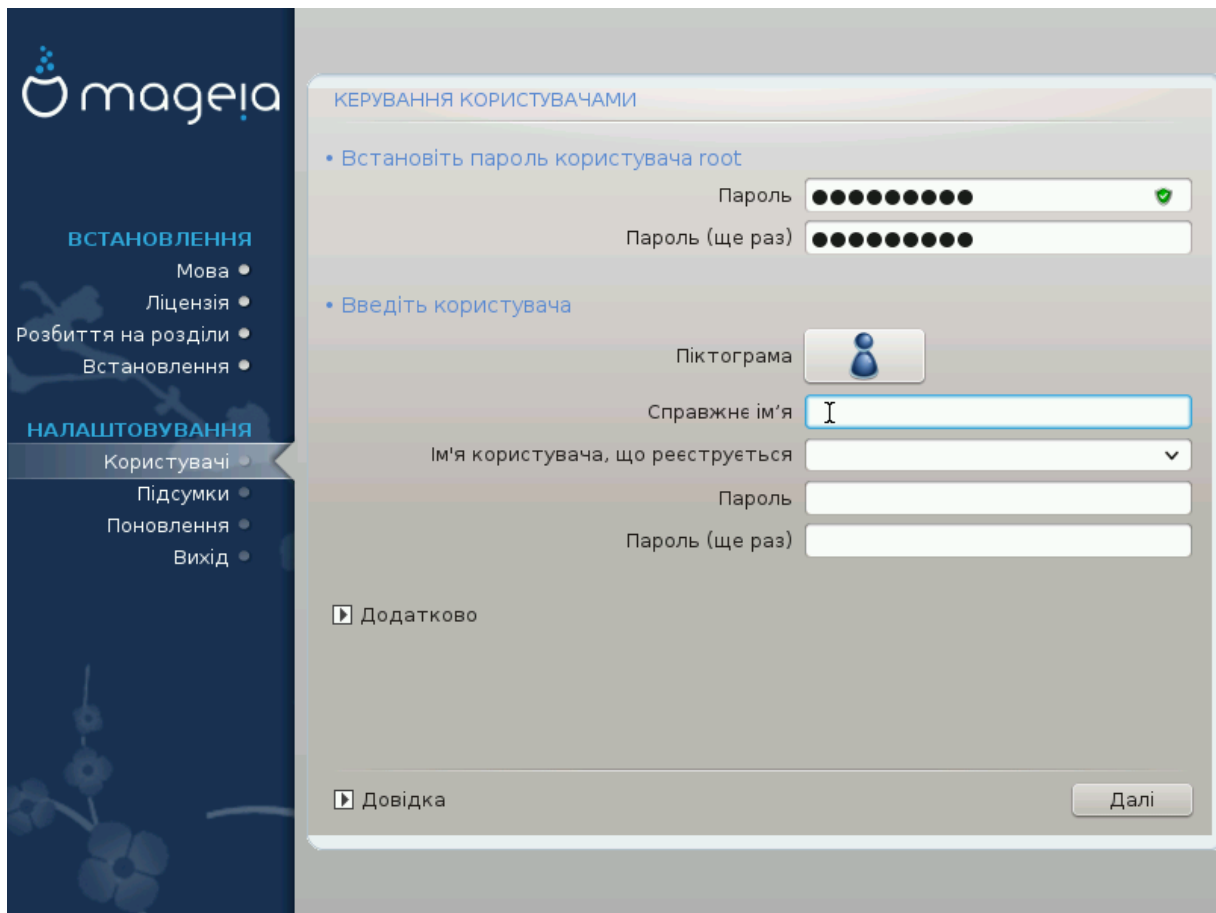 mageia
ВСТАНОВЛЕННЯ
Мова
Ліцензія
Розбиття на розділи
Встановлення
НАЛАШТОВУВАННЯ
Користувачі
Підсумки
Поновлення
Вихід
КЕРУВАННЯ КОРИСТУВАЧАМИ
• Встановіть пароль користувача root
Пароль ●●●●●●●●●
Пароль (ще раз) ●●●●●●●●●
• Введіть користувача
Піктограма
Справжнє ім’я
Ім'я користувача, що реєструється
Пароль
Пароль (ще раз)
Додатково
Довідка
Далі